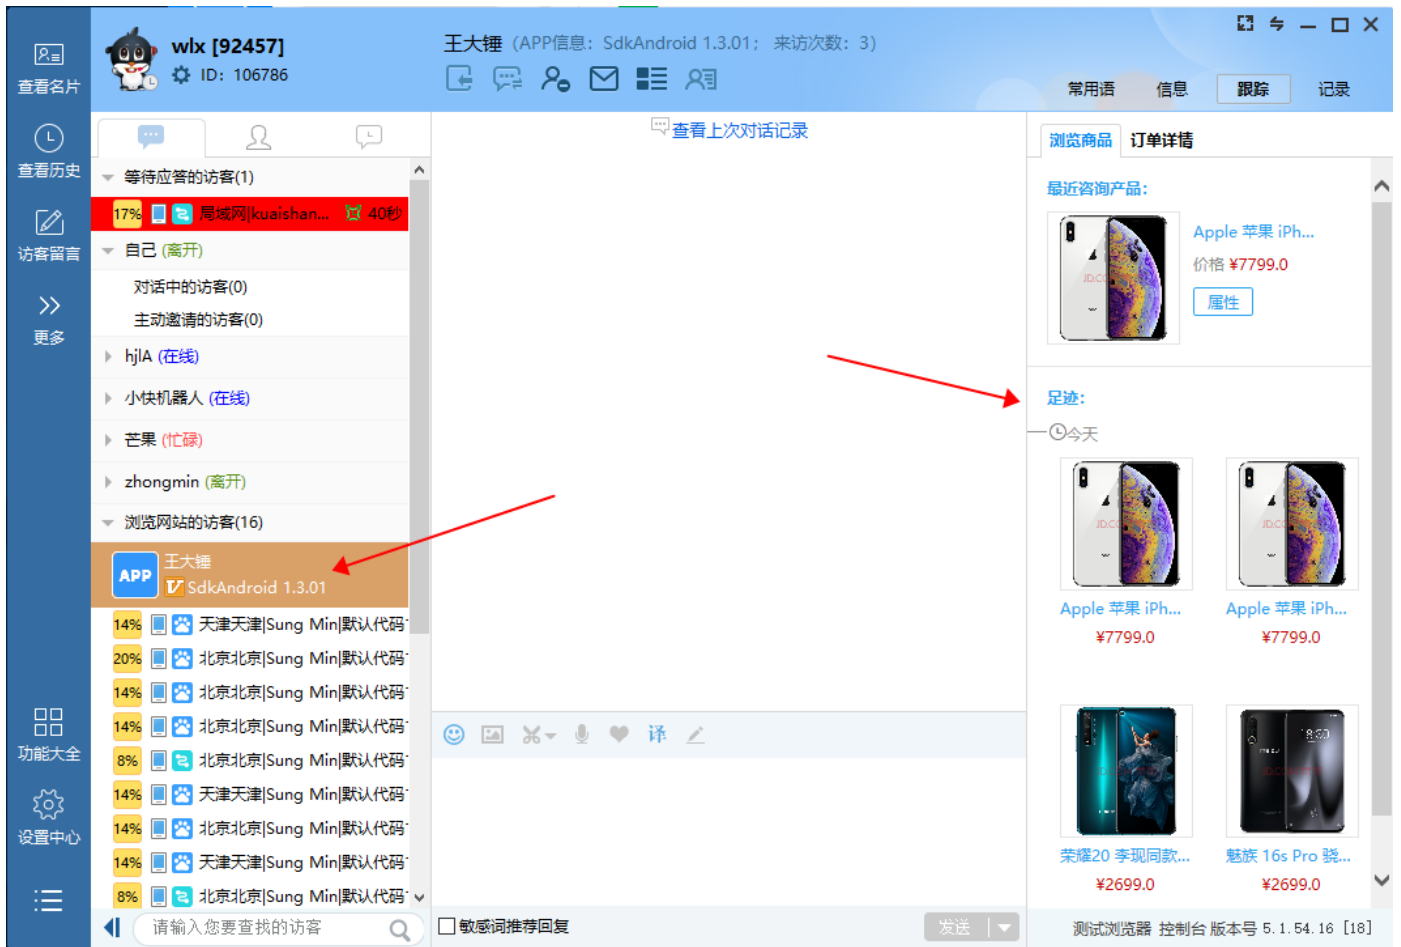 查看名片
查看历史
访客留言
更多
功能大全
设置中心
wlx [92457]
ID: 106786
王大锤 (APP信息: SdkAndroid 1.3.01; 来访次数: 3)
常用语
信息
跟踪
记录
等待应答的访客(1)
17%
局域网|kuaishan...
40秒
自己 (离开)
对话中的访客(0)
主动邀请的访客(0)
hjlA (在线)
小快机器人 (在线)
芒果 (忙碌)
zhongmin (离开)
浏览网站的访客(16)
APP
王大锤
SdkAndroid 1.3.01
14% 天津天津|Sung Min|默认代码
20% 北京北京|Sung Min|默认代码
14% 北京北京|Sung Min|默认代码
14% 北京北京|Sung Min|默认代码
8% 北京北京|Sung Min|默认代码
14% 天津天津|Sung Min|默认代码
14% 北京北京|Sung Min|默认代码
14% 天津天津|Sung Min|默认代码
8% 北京北京|Sung Min|默认代码
请输入您要查找的访客
查看上次对话记录
译
敏感词推荐回复
发送
浏览商品
订单详情
最近咨询产品:
Apple 苹果 iPh...
价格 ¥7799.0
属性
足迹:
今天
Apple 苹果 iPh...
¥7799.0
Apple 苹果 iPh...
¥7799.0
荣耀20 李现同款...
¥2699.0
18:20
魅族 16s Pro 骁...
¥2699.0
测试浏览器 控制台 版本号 5.1.54.16 [18]